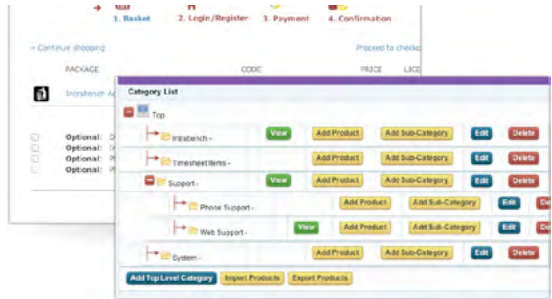 1. Basket 2. Login/Register 3. Payment 4. Confirmation
« Continue shopping Proceed to checko
PACKAGE CODE PRICE LICE
Intrabench
Optional:
Optional:
Optional:
Optional:
Category List
Top
Intrabench - View Add Product Add Sub-Category Edit Delete
Timesheet Items - Add Product Add Sub-Category Edit Delete
Support - View Add Product Add Sub-Category Edit Delete
Phone Support - Add Product Add Sub-Category Edit De
Web Support - View Add Product Add Sub-Category Edit De
System - Add Product Add Sub-Category Edit Delete
Add Top Level Category Import Products Export Products